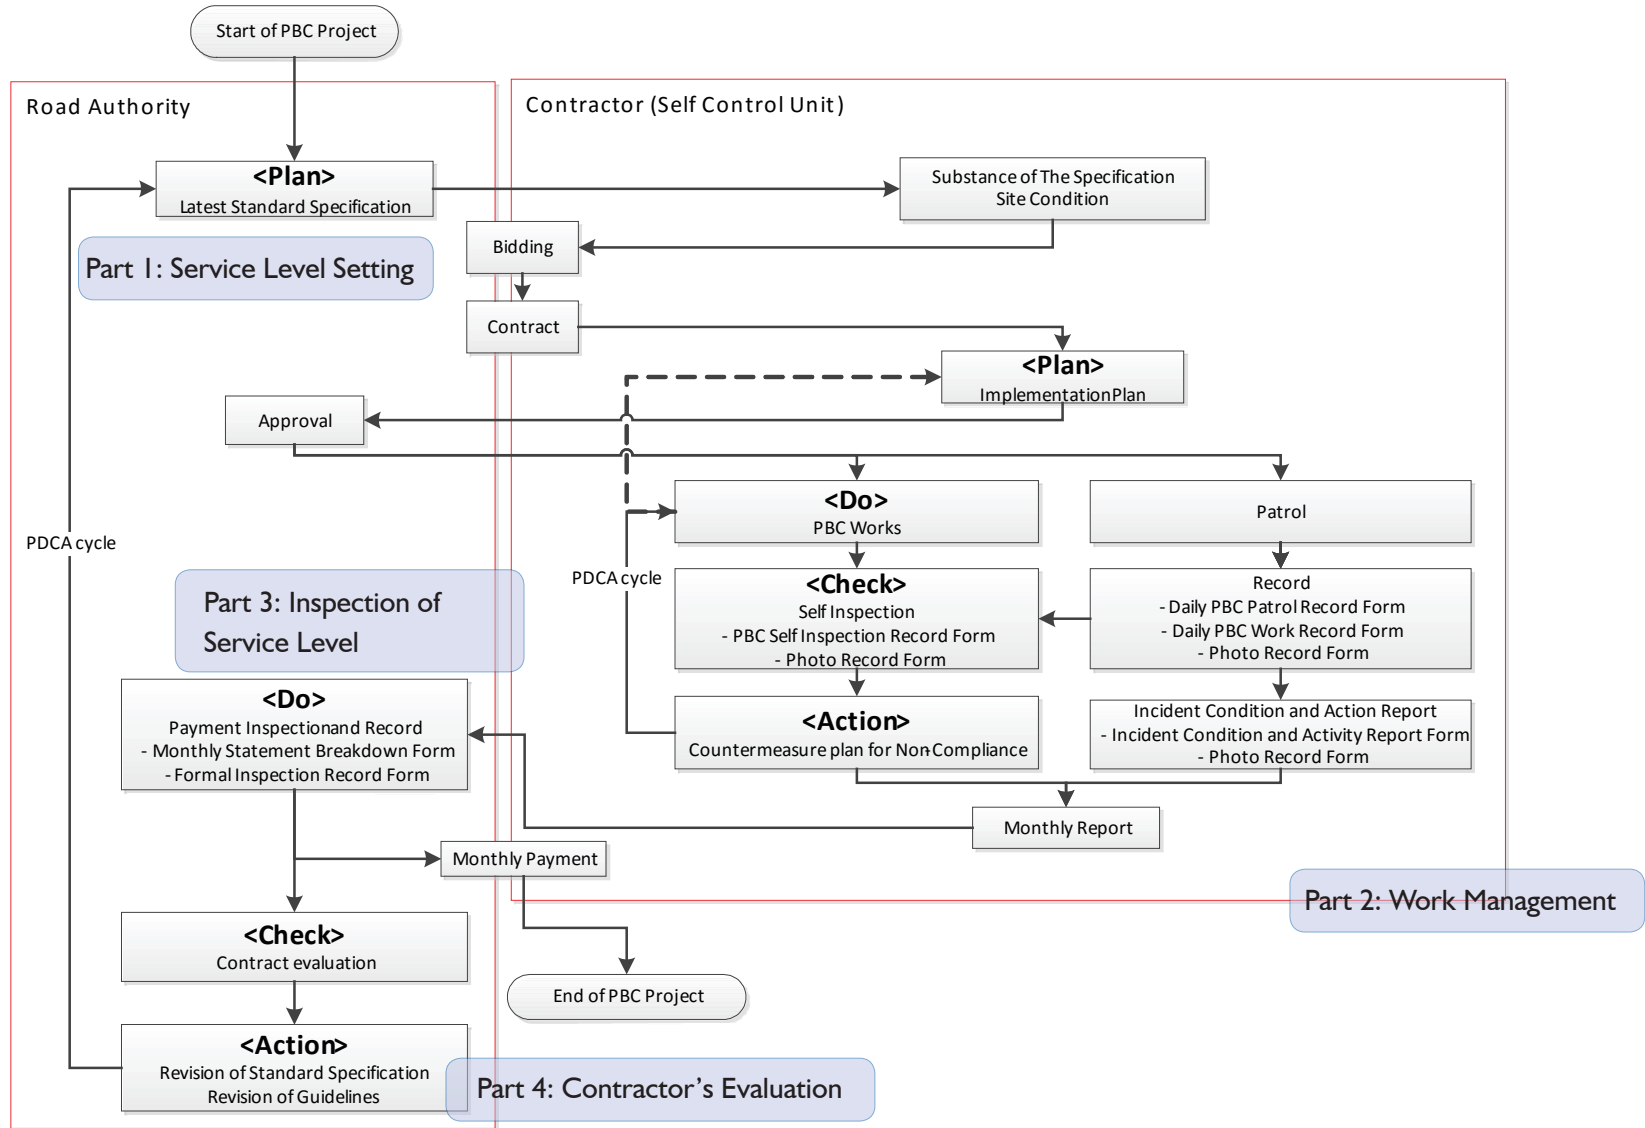 Start of PBC Project
Road Authority
Contractor (Self Control Unit)
<Plan>
Latest Standard Specification
Substance of The Specification
Site Condition
Part 1: Service Level Setting
Bidding
Contract
<Plan>
Implementation Plan
Approval
<Do>
PBC Works
Patrol
PDCA cycle
PDCA cycle
<Check>
Self Inspection
- PBC Self Inspection Record Form
- Photo Record Form
Record
- Daily PBC Patrol Record Form
- Daily PBC Work Record Form
- Photo Record Form
Part 3: Inspection of
Service Level
<Do>
Payment Inspectionand Record
- Monthly Statement Breakdown Form
- Formal Inspection Record Form
<Action>
Countermeasure plan for Non-Compliance
Incident Condition and Action Report
- Incident Condition and Activity Report Form
- Photo Record Form
Monthly Report
Monthly Payment
Part 2: Work Management
<Check>
Contract evaluation
End of PBC Project
<Action>
Revision of Standard Specification
Revision of Guidelines
Part 4: Contractor's Evaluation